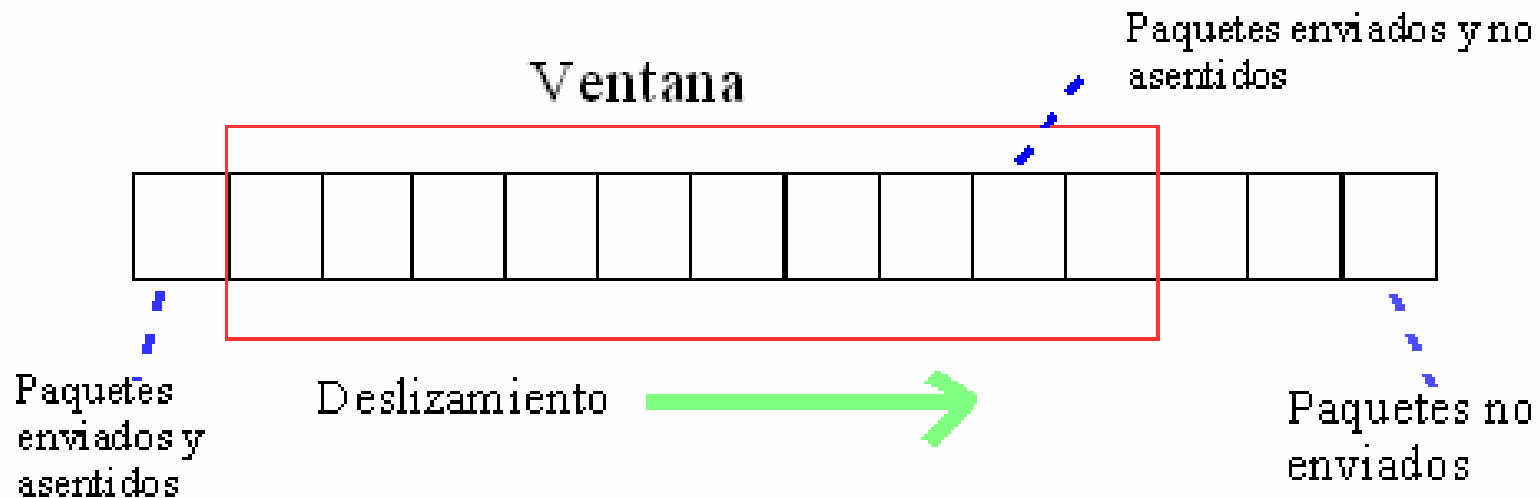 Paquetes enviados y no
asentidos
Ventana
Paquetes
enviados y
asentidos
Deslizamiento
Paquetes no
enviados